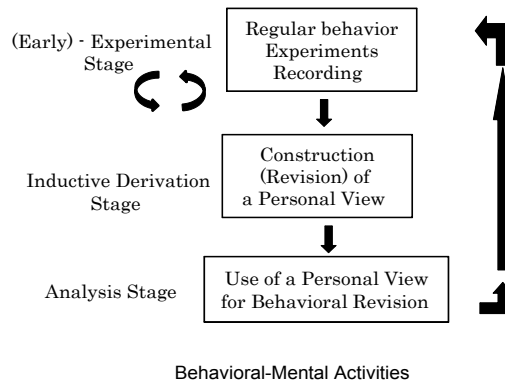 (Early) - Experimental
Stage
Regular behavior
Experiments
Recording
Inductive Derivation
Stage
Construction
(Revision) of
a Personal View
Analysis Stage
Use of a Personal View
for Behavioral Revision
Behavioral-Mental Activities